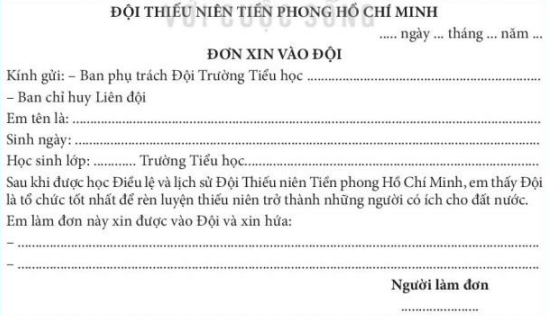 ĐỘI THIẾU NIÊN TIỀN PHONG HỒ CHÍ MINH
VỚI CUỘC SỐNG
..... ngày ... tháng ... năm ...
ĐƠN XIN VÀO ĐỘI
Kính gửi: – Ban phụ trách Đội Trường Tiểu học ..........................................................
– Ban chỉ huy Liên đội
Em tên là: .....................................................................................................................
Sinh ngày: .....................................................................................................................
Học sinh lớp: ........... Trường Tiểu học.........................................................................
Sau khi được học Điều lệ và lịch sử Đội Thiếu niên Tiền phong Hồ Chí Minh, em thấy Đội
là tổ chức tốt nhất để rèn luyện thiếu niên trở thành những người có ích cho đất nước.
Em làm đơn này xin được vào Đội và xin hứa:
– ..................................................................................................................................
– ..................................................................................................................................
Người làm đơn
.....................